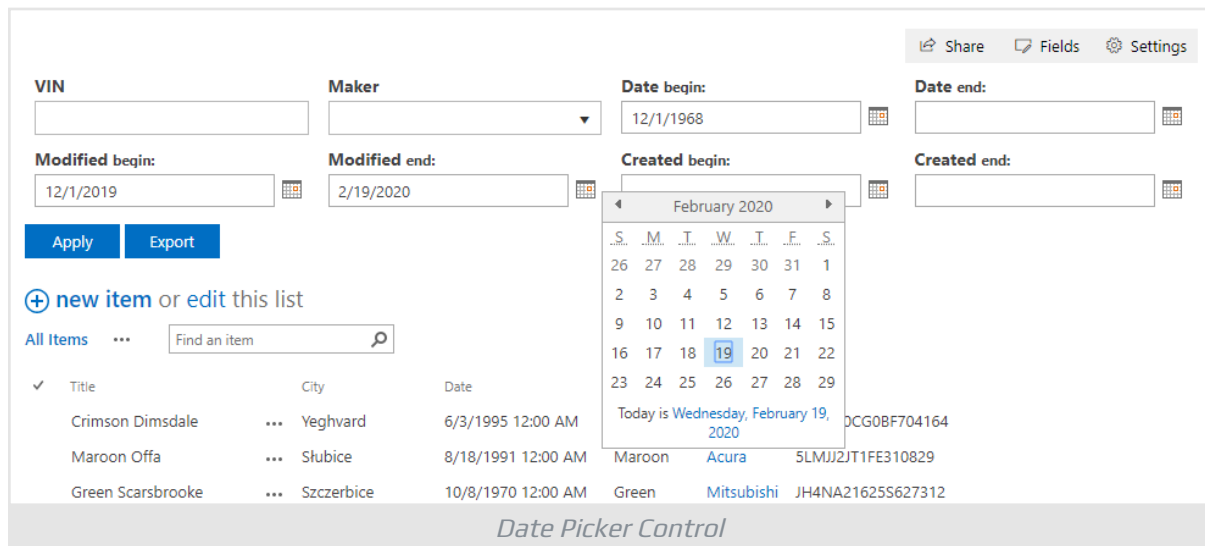 Share Fields Settings
VIN Maker Date begin: Date end:
12/1/1968
Modified begin: Modified end: Created begin: Created end:
12/1/2019 2/19/2020
Apply Export
February 2020
S M T W T F S
26 27 28 29 30 31 1
2 3 4 5 6 7 8
9 10 11 12 13 14 15
16 17 18 19 20 21 22
23 24 25 26 27 28 29
Today is Wednesday, February 19,
2020
new item or edit this list
All Items ••• Find an item
Title City Date
Crimson Dimsdale ••• Yeghvard 6/3/1995 12:00 AM CG0BF704164
Maroon Offa ••• Słubice 8/18/1991 12:00 AM Maroon Acura 5LMJJ2JT1FE310829
Green Scarsbrooke ••• Szczerbice 10/8/1970 12:00 AM Green Mitsubishi JH4NA21625S627312
Date Picker Control